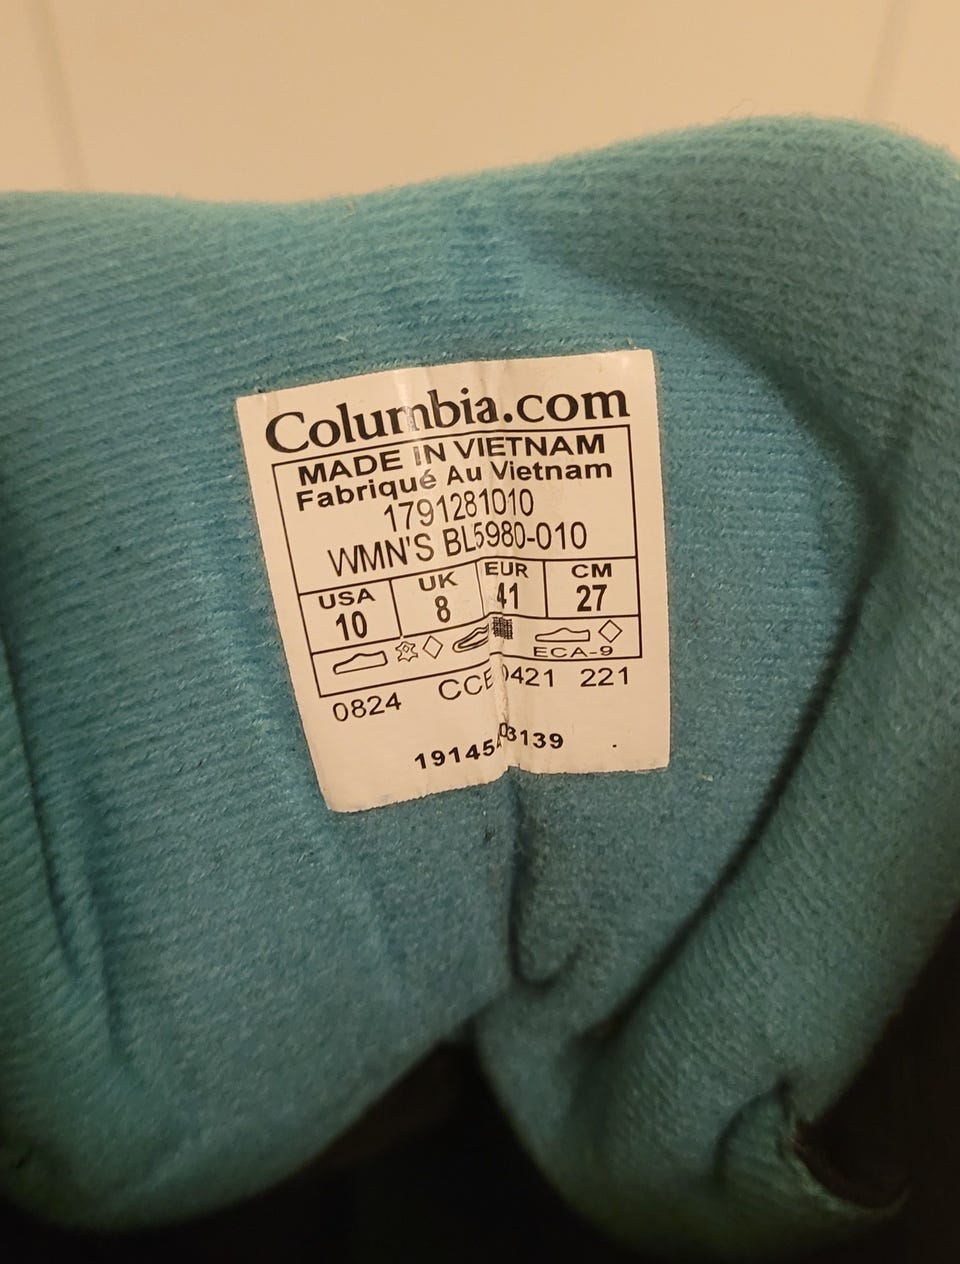 Columbia.com
MADE IN VIETNAM
Fabriqué Au Vietnam
1791281010
WMN'S BL5980-010
USA UK EUR CM
10 8 41 27
ECA-9
0824 221